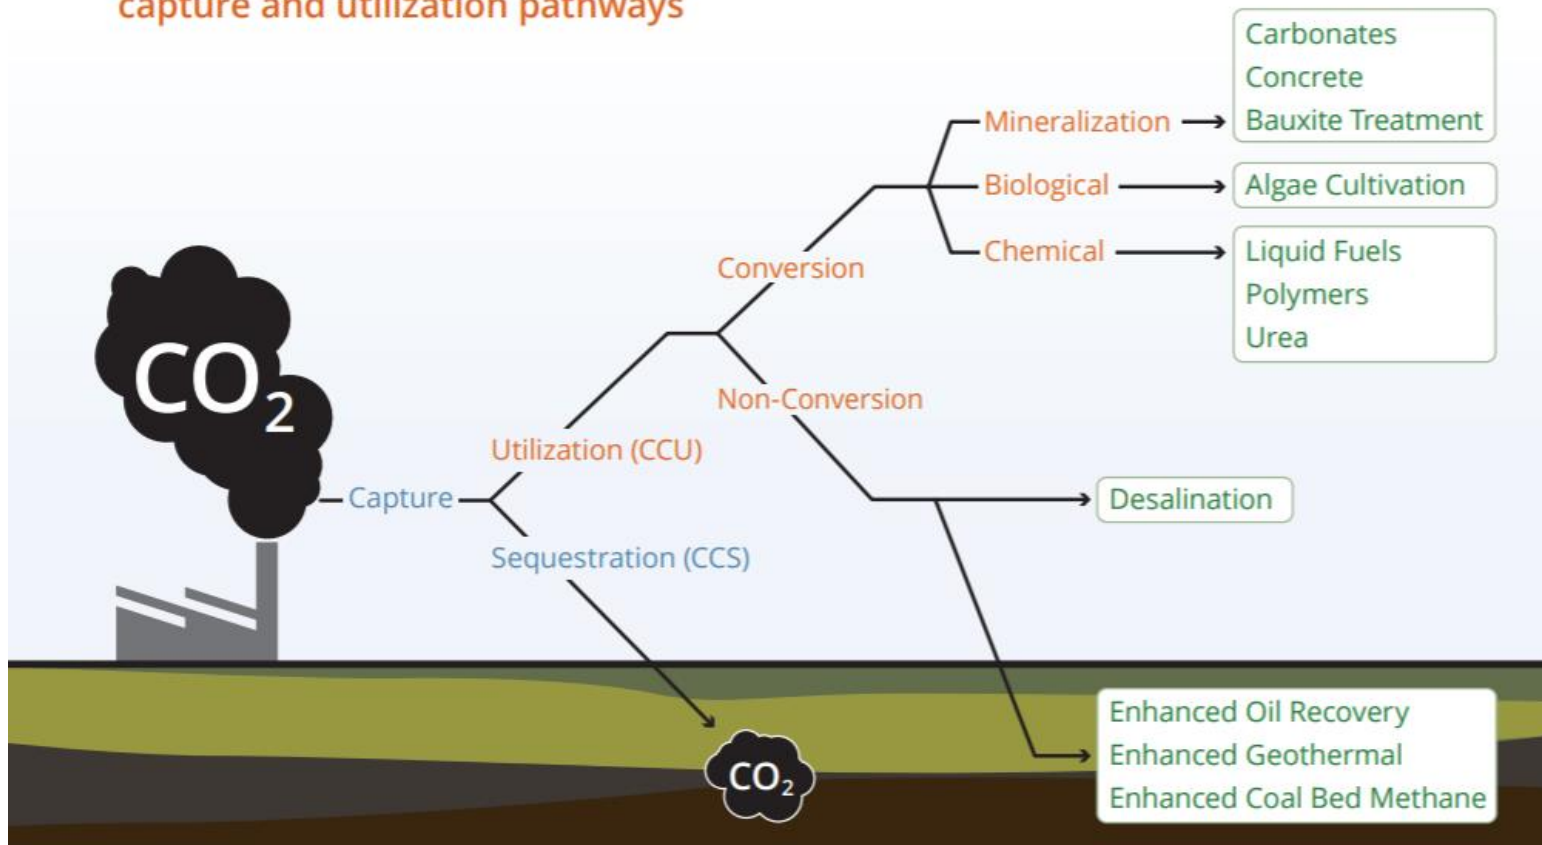 capture and utilization pathways
Carbonates
Concrete
Bauxite Treatment
Mineralization
Biological
Algae Cultivation
Chemical
Liquid Fuels
Polymers
Urea
Conversion
CO₂
Non-Conversion
Utilization (CCU)
Capture
Desalination
Sequestration (CCS)
Enhanced Oil Recovery
Enhanced Geothermal
Enhanced Coal Bed Methane
CO₂